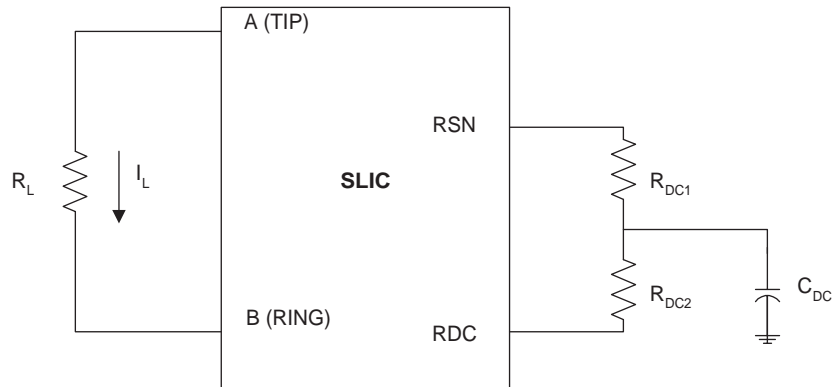 A (TIP)
RSN
SLIC
R_L
I_L
R_DC1
R_DC2
C_DC
B (RING)
RDC